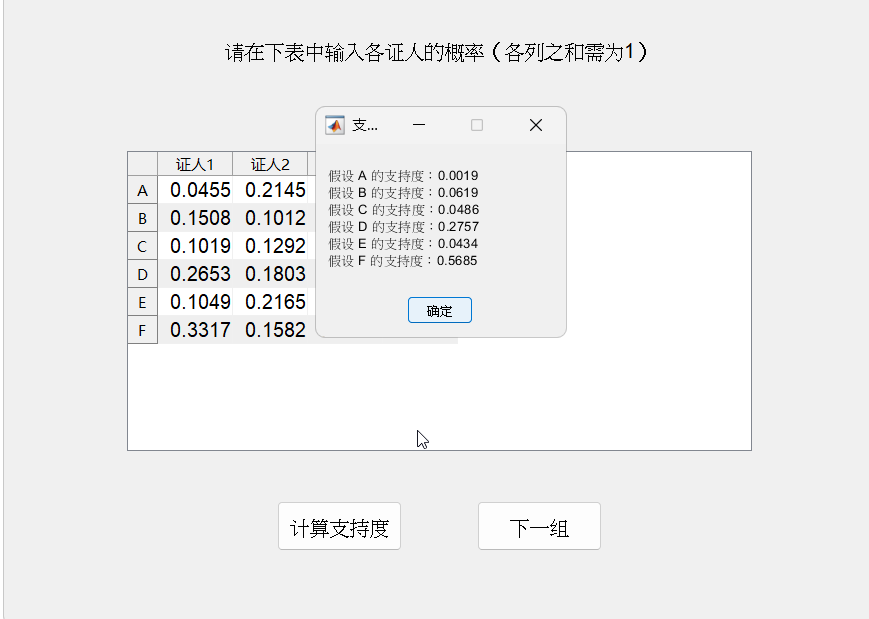 请在下表中输入各证人的概率（各列之和需为1）
支...
证人1 证人2
A 0.0455 0.2145
B 0.1508 0.1012
C 0.1019 0.1292
D 0.2653 0.1803
E 0.1049 0.2165
F 0.3317 0.1582
假设 A 的支持度：0.0019
假设 B 的支持度：0.0619
假设 C 的支持度：0.0486
假设 D 的支持度：0.2757
假设 E 的支持度：0.0434
假设 F 的支持度：0.5685
确定
计算支持度 下一组